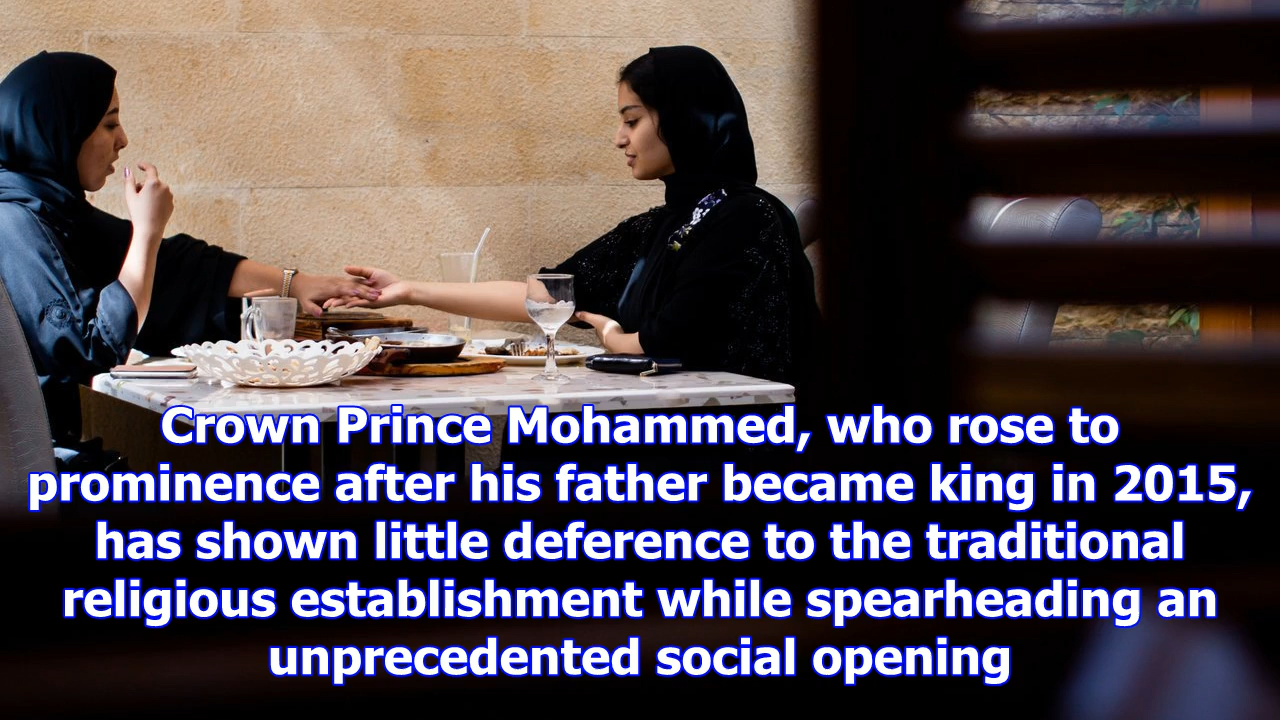 Crown Prince Mohammed, who rose to
prominence after his father became king in 2015,
has shown little deference to the traditional
religious establishment while spearheading an
unprecedented social opening